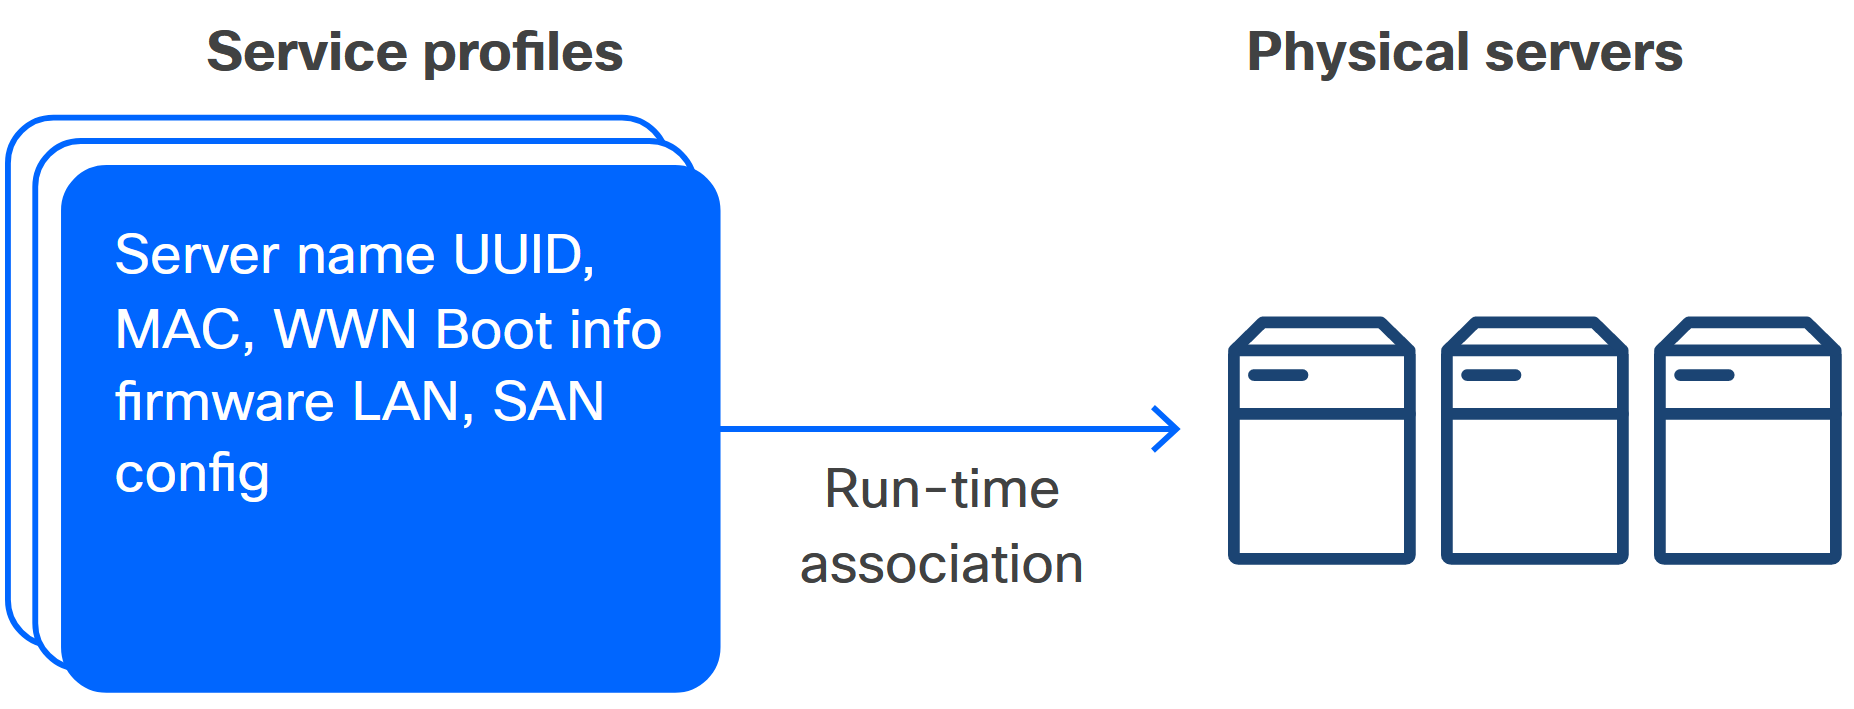 Service profiles
Physical servers
Server name UUID,
MAC, WWN Boot info
firmware LAN, SAN
config
Run-time
association